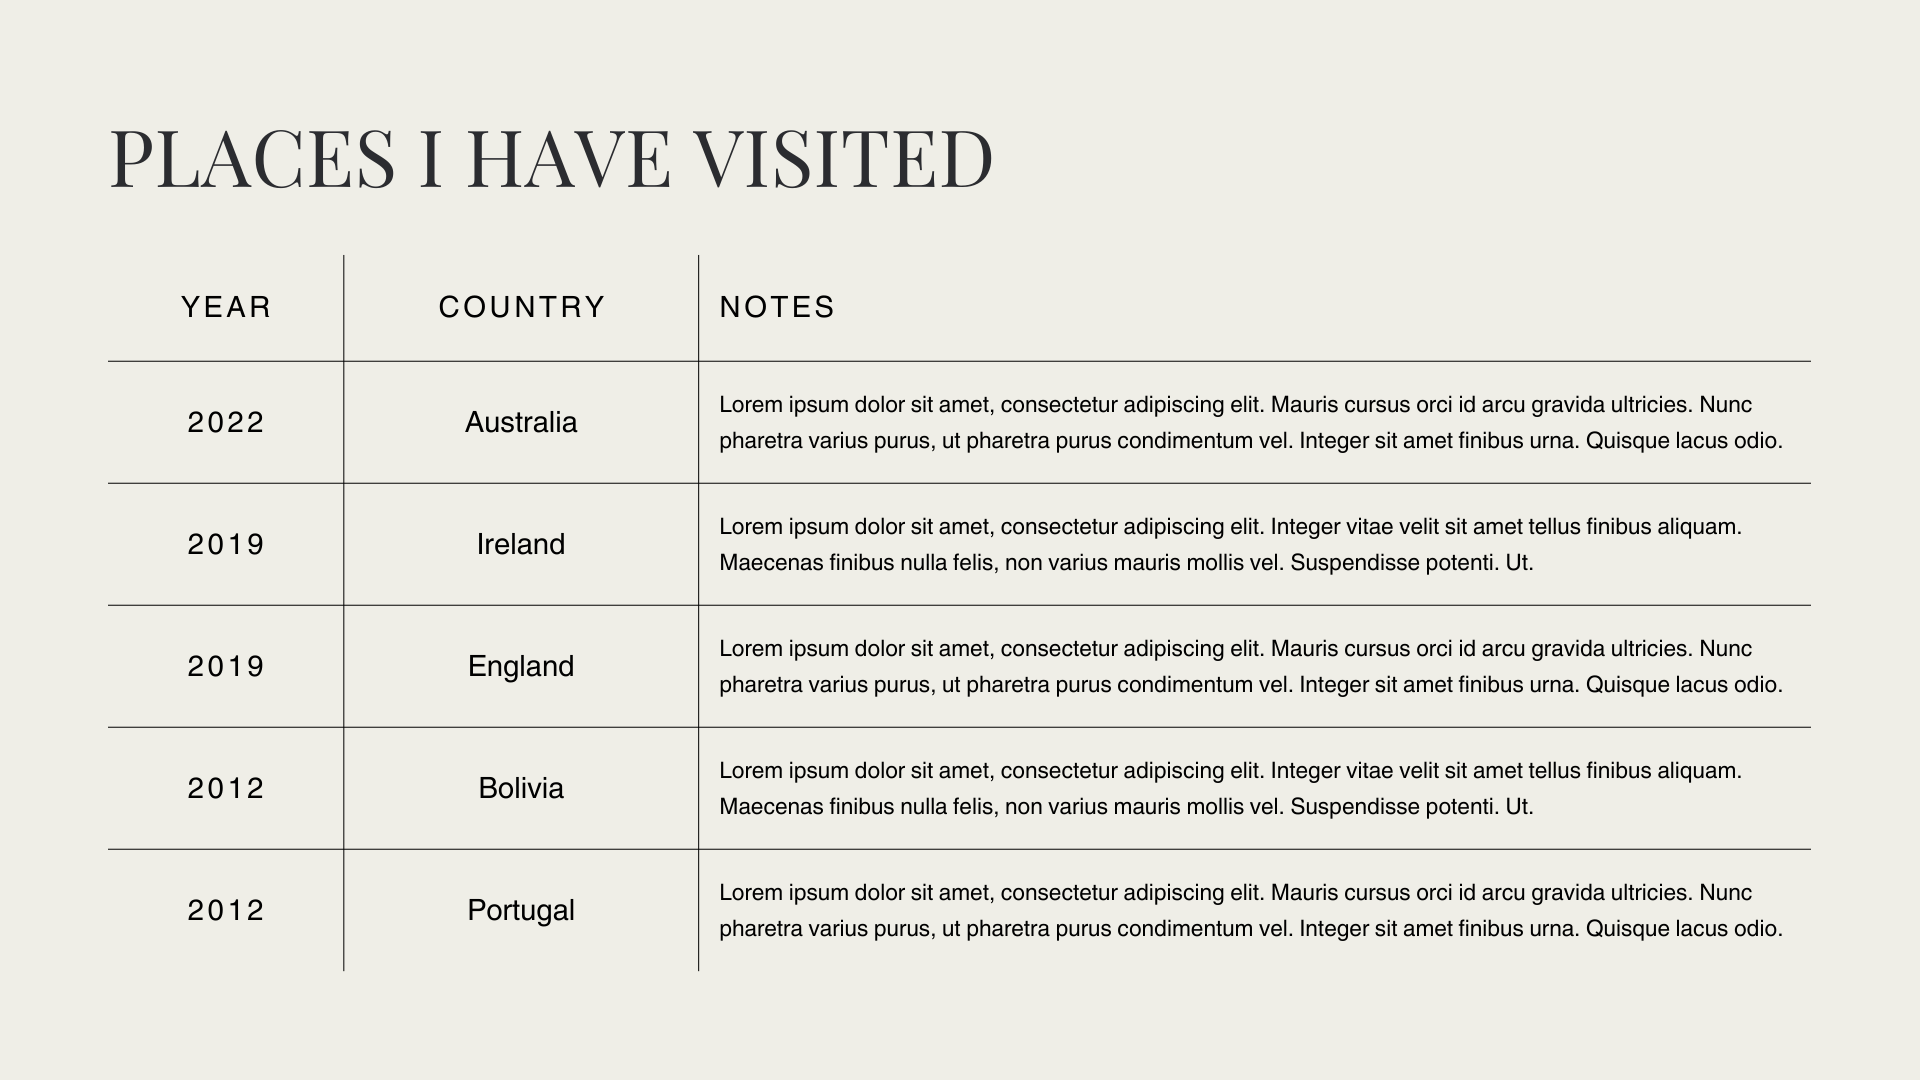 PLACES I HAVE VISITED
YEAR COUNTRY NOTES
2022 Australia Lorem ipsum dolor sit amet, consectetur adipiscing elit. Mauris cursus orci id arcu gravida ultricies. Nunc
pharetra varius purus, ut pharetra purus condimentum vel. Integer sit amet finibus urna. Quisque lacus odio.
2019 Ireland Lorem ipsum dolor sit amet, consectetur adipiscing elit. Integer vitae velit sit amet tellus finibus aliquam.
Maecenas finibus nulla felis, non varius mauris mollis vel. Suspendisse potenti. Ut.
2019 England Lorem ipsum dolor sit amet, consectetur adipiscing elit. Mauris cursus orci id arcu gravida ultricies. Nunc
pharetra varius purus, ut pharetra purus condimentum vel. Integer sit amet finibus urna. Quisque lacus odio.
2012 Bolivia Lorem ipsum dolor sit amet, consectetur adipiscing elit. Integer vitae velit sit amet tellus finibus aliquam.
Maecenas finibus nulla felis, non varius mauris mollis vel. Suspendisse potenti. Ut.
2012 Portugal Lorem ipsum dolor sit amet, consectetur adipiscing elit. Mauris cursus orci id arcu gravida ultricies. Nunc
pharetra varius purus, ut pharetra purus condimentum vel. Integer sit amet finibus urna. Quisque lacus odio.